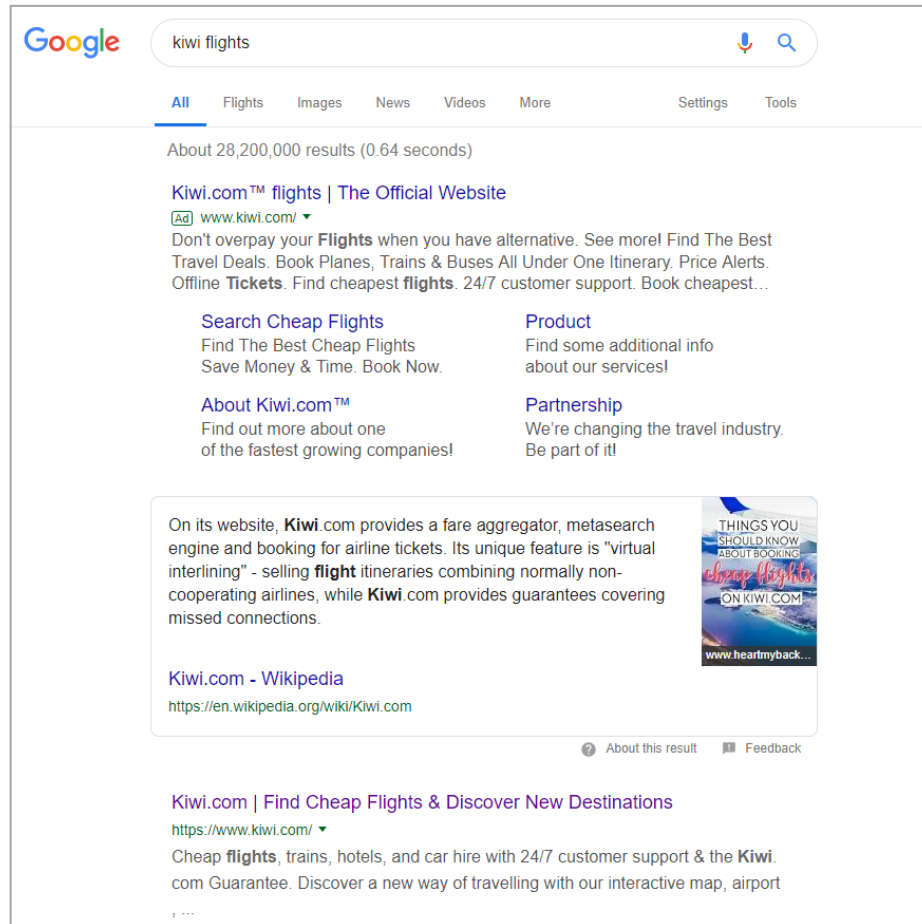 Google
kiwi flights
All Flights Images News Videos More Settings Tools
About 28,200,000 results (0.64 seconds)
Kiwi.com™ flights | The Official Website
Ad www.kiwi.com/
Don't overpay your Flights when you have alternative. See more! Find The Best
Travel Deals. Book Planes, Trains & Buses All Under One Itinerary. Price Alerts.
Offline Tickets. Find cheapest flights. 24/7 customer support. Book cheapest...
Search Cheap Flights
Find The Best Cheap Flights
Save Money & Time. Book Now.
Product
Find some additional info
about our services!
About Kiwi.com™
Find out more about one
of the fastest growing companies!
Partnership
We're changing the travel industry.
Be part of it!
On its website, Kiwi.com provides a fare aggregator, metasearch
engine and booking for airline tickets. Its unique feature is "virtual
interlining" - selling flight itineraries combining normally non-
cooperating airlines, while Kiwi.com provides guarantees covering
missed connections.
THINGS YOU
SHOULD KNOW
ABOUT BOOKING
cheap flights
ON KIWI.COM
www.heartmyback...
Kiwi.com - Wikipedia
https://en.wikipedia.org/wiki/Kiwi.com
About this result Feedback
Kiwi.com | Find Cheap Flights & Discover New Destinations
https://www.kiwi.com/
Cheap flights, trains, hotels, and car hire with 24/7 customer support & the Kiwi.
com Guarantee. Discover a new way of travelling with our interactive map, airport
, ...